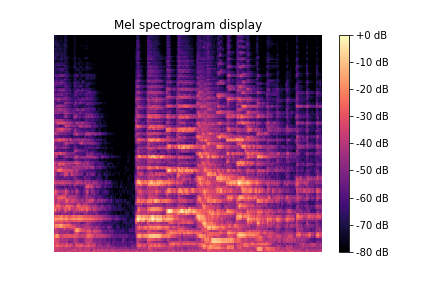 Mel spectrogram display
+0 dB
-10 dB
-20 dB
-30 dB
-40 dB
-50 dB
-60 dB
-70 dB
-80 dB